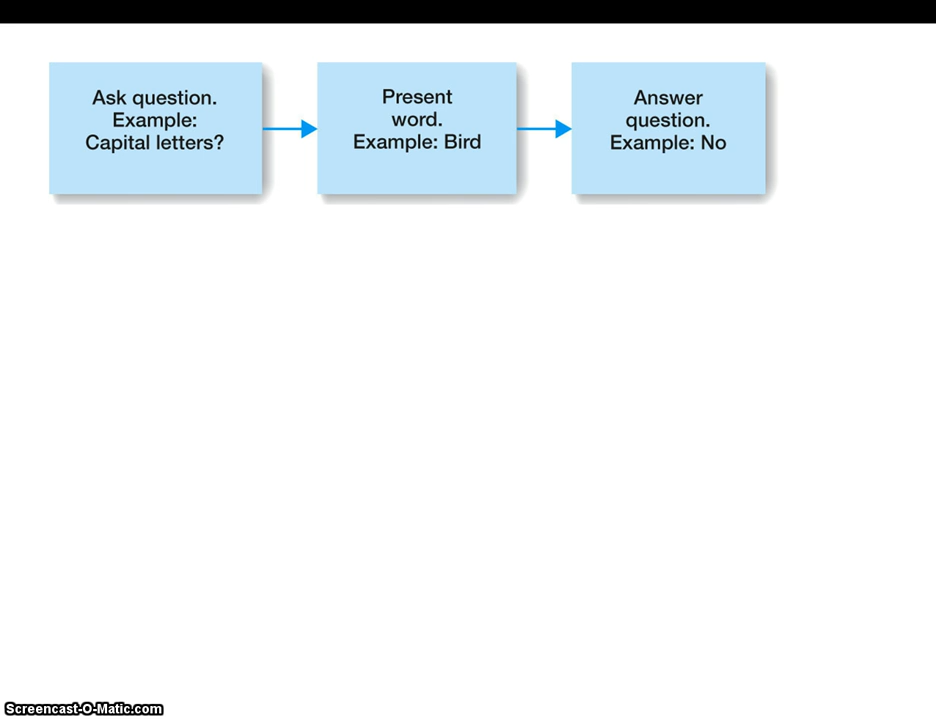 Ask question.
Example:
Capital letters?
Present
word.
Example: Bird
Answer
question.
Example: No
Screencast-O-Matic.com